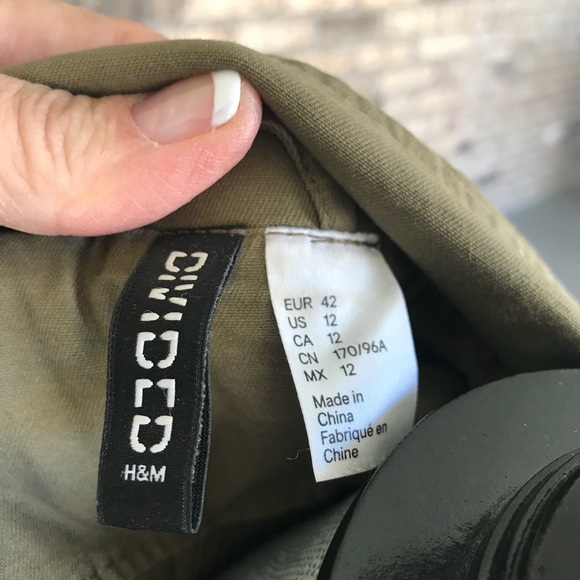 DIVIDED
H&M
EUR 42
US 12
CA 12
CN 170/96A
MX 12
Made in
China
Fabriqué en
Chine